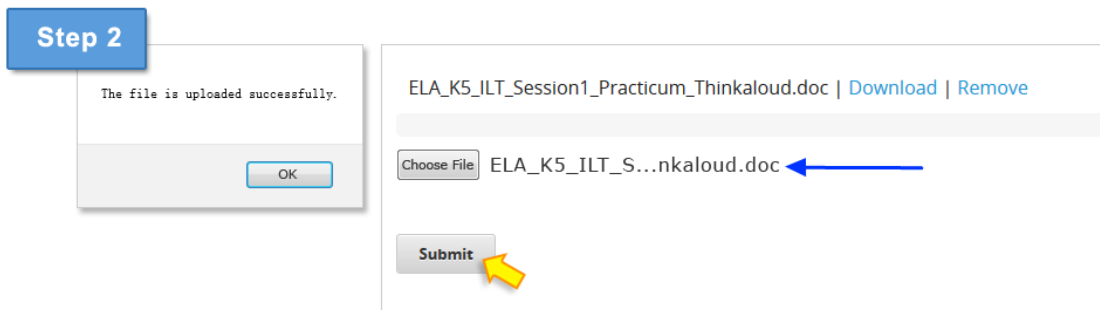 Step 2
The file is uploaded successfully.
OK
ELA_K5_ILT_Session1_Practicum_Thinkaloud.doc | Download | Remove
Choose File ELA_K5_ILT_S...nkaloud.doc
Submit